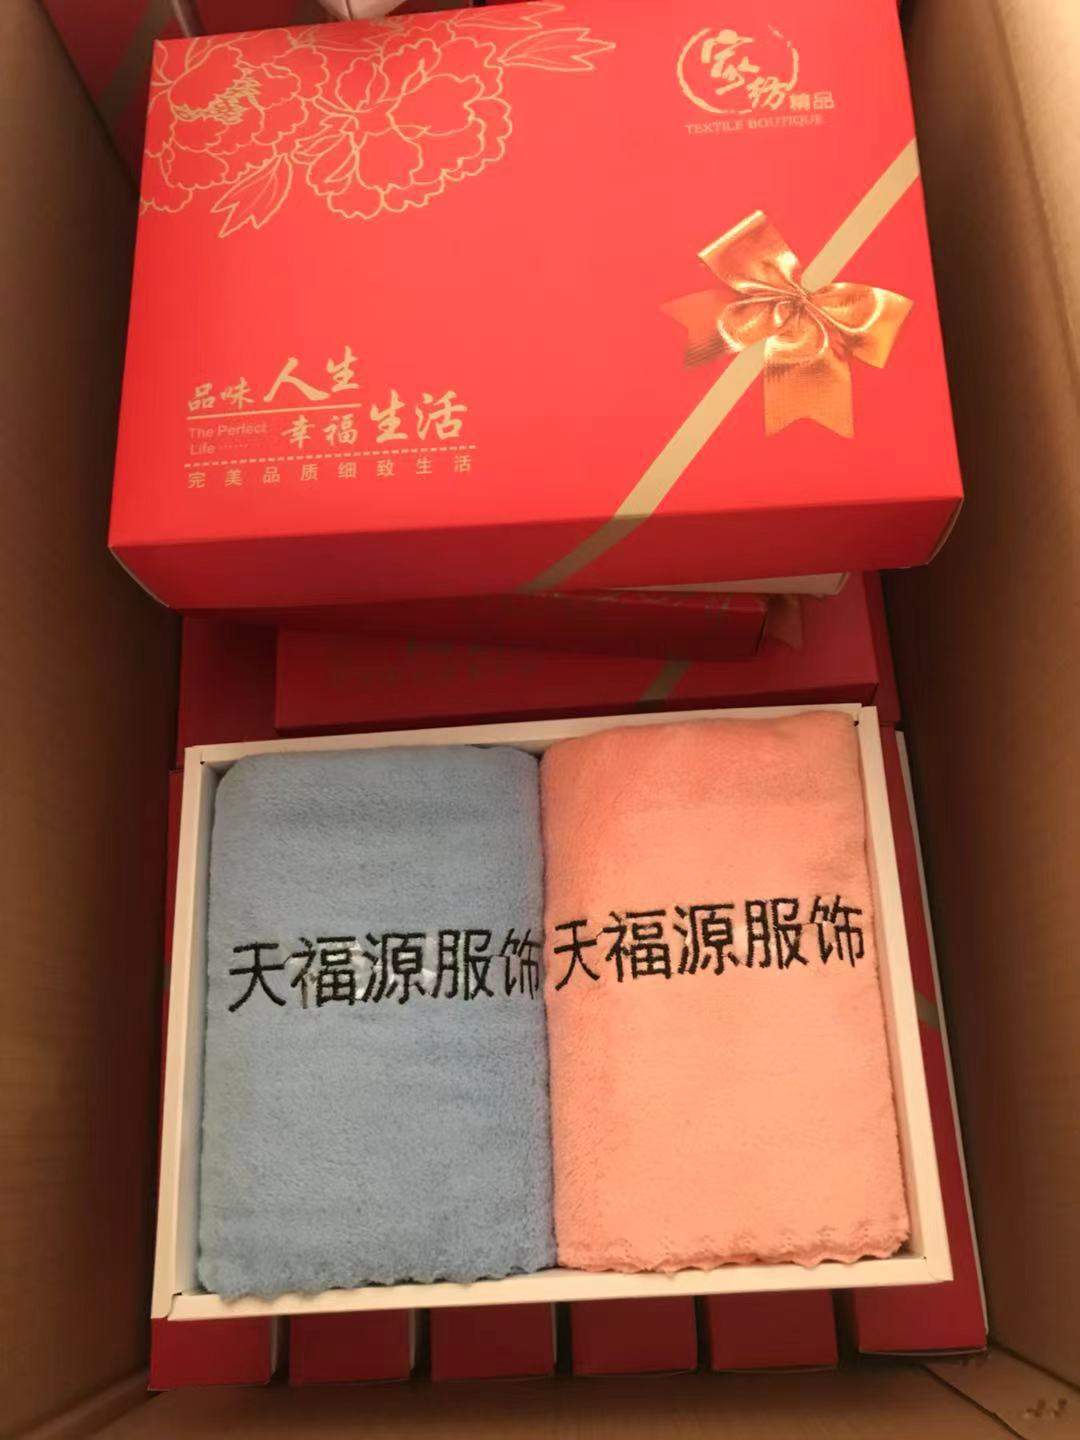 家纺精品
TEXTILE BOUTIQUE
品味人生
The Perfect
Life
幸福生活
完美品质细致生活
天福源服饰
天福源服饰